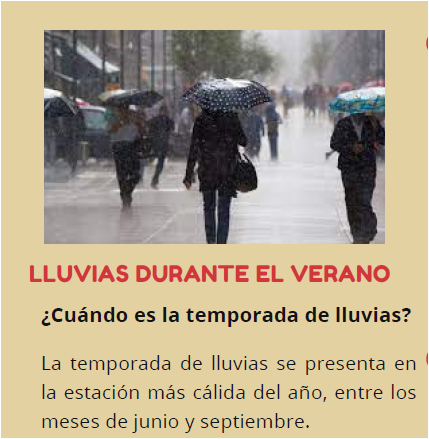 LLUVIAS DURANTE EL VERANO
¿Cuándo es la temporada de lluvias?
La temporada de lluvias se presenta en
la estación más cálida del año, entre los
meses de junio y septiembre.